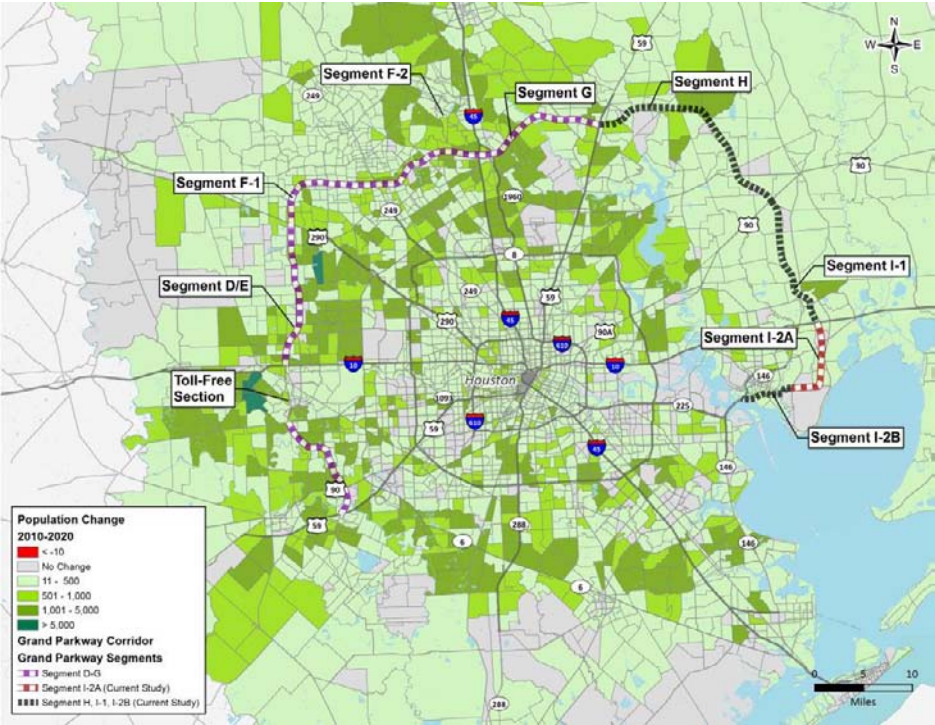 N
W E
S
59
Segment F-2
249
Segment G
Segment H
45
90
Segment F-1
1960
249
290
90
8
Segment I-1
Segment D/E
249
59
290
45
90A
Segment I-2A
610
10
10
146
Toll-Free
Section
Houston
1093
225
59
610
Segment I-2B
45
146
90
59
288
6
146
6
288
Population Change
2010-2020
< -10
No Change
11 - 500
501 - 1,000
1,001 - 5,000
> 5,000
Grand Parkway Corridor
Grand Parkway Segments
Segment D-G
Segment I-2A (Current Study)
Segment H, I-1, I-2B (Current Study)
0 5 10
Miles